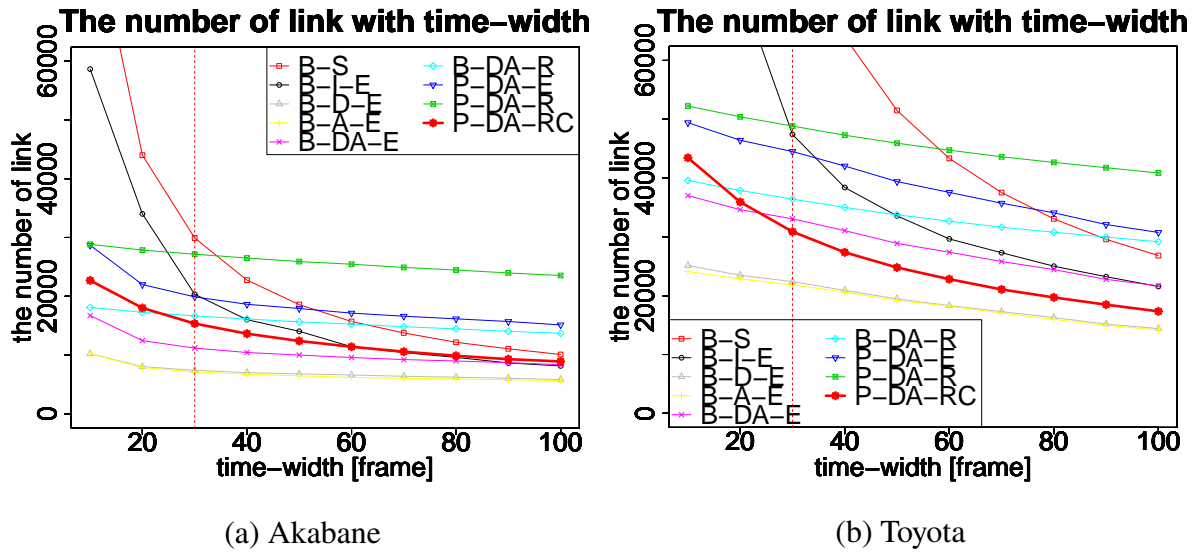 The number of link with time−width
the number of link
60000
40000
20000
0
B−S
B−I−E
B−D−E
B−A−E
B−DA−E
B−DA−R
P−DA−E
P−DA−R
P−DA−RC
20 40 60 80 100
time−width [frame]
(a) Akabane
The number of link with time−width
the number of link
60000
40000
20000
0
B−S
B−I−E
B−D−E
B−A−E
B−DA−E
B−DA−R
P−DA−E
P−DA−R
P−DA−RC
20 40 60 80 100
time−width [frame]
(b) Toyota